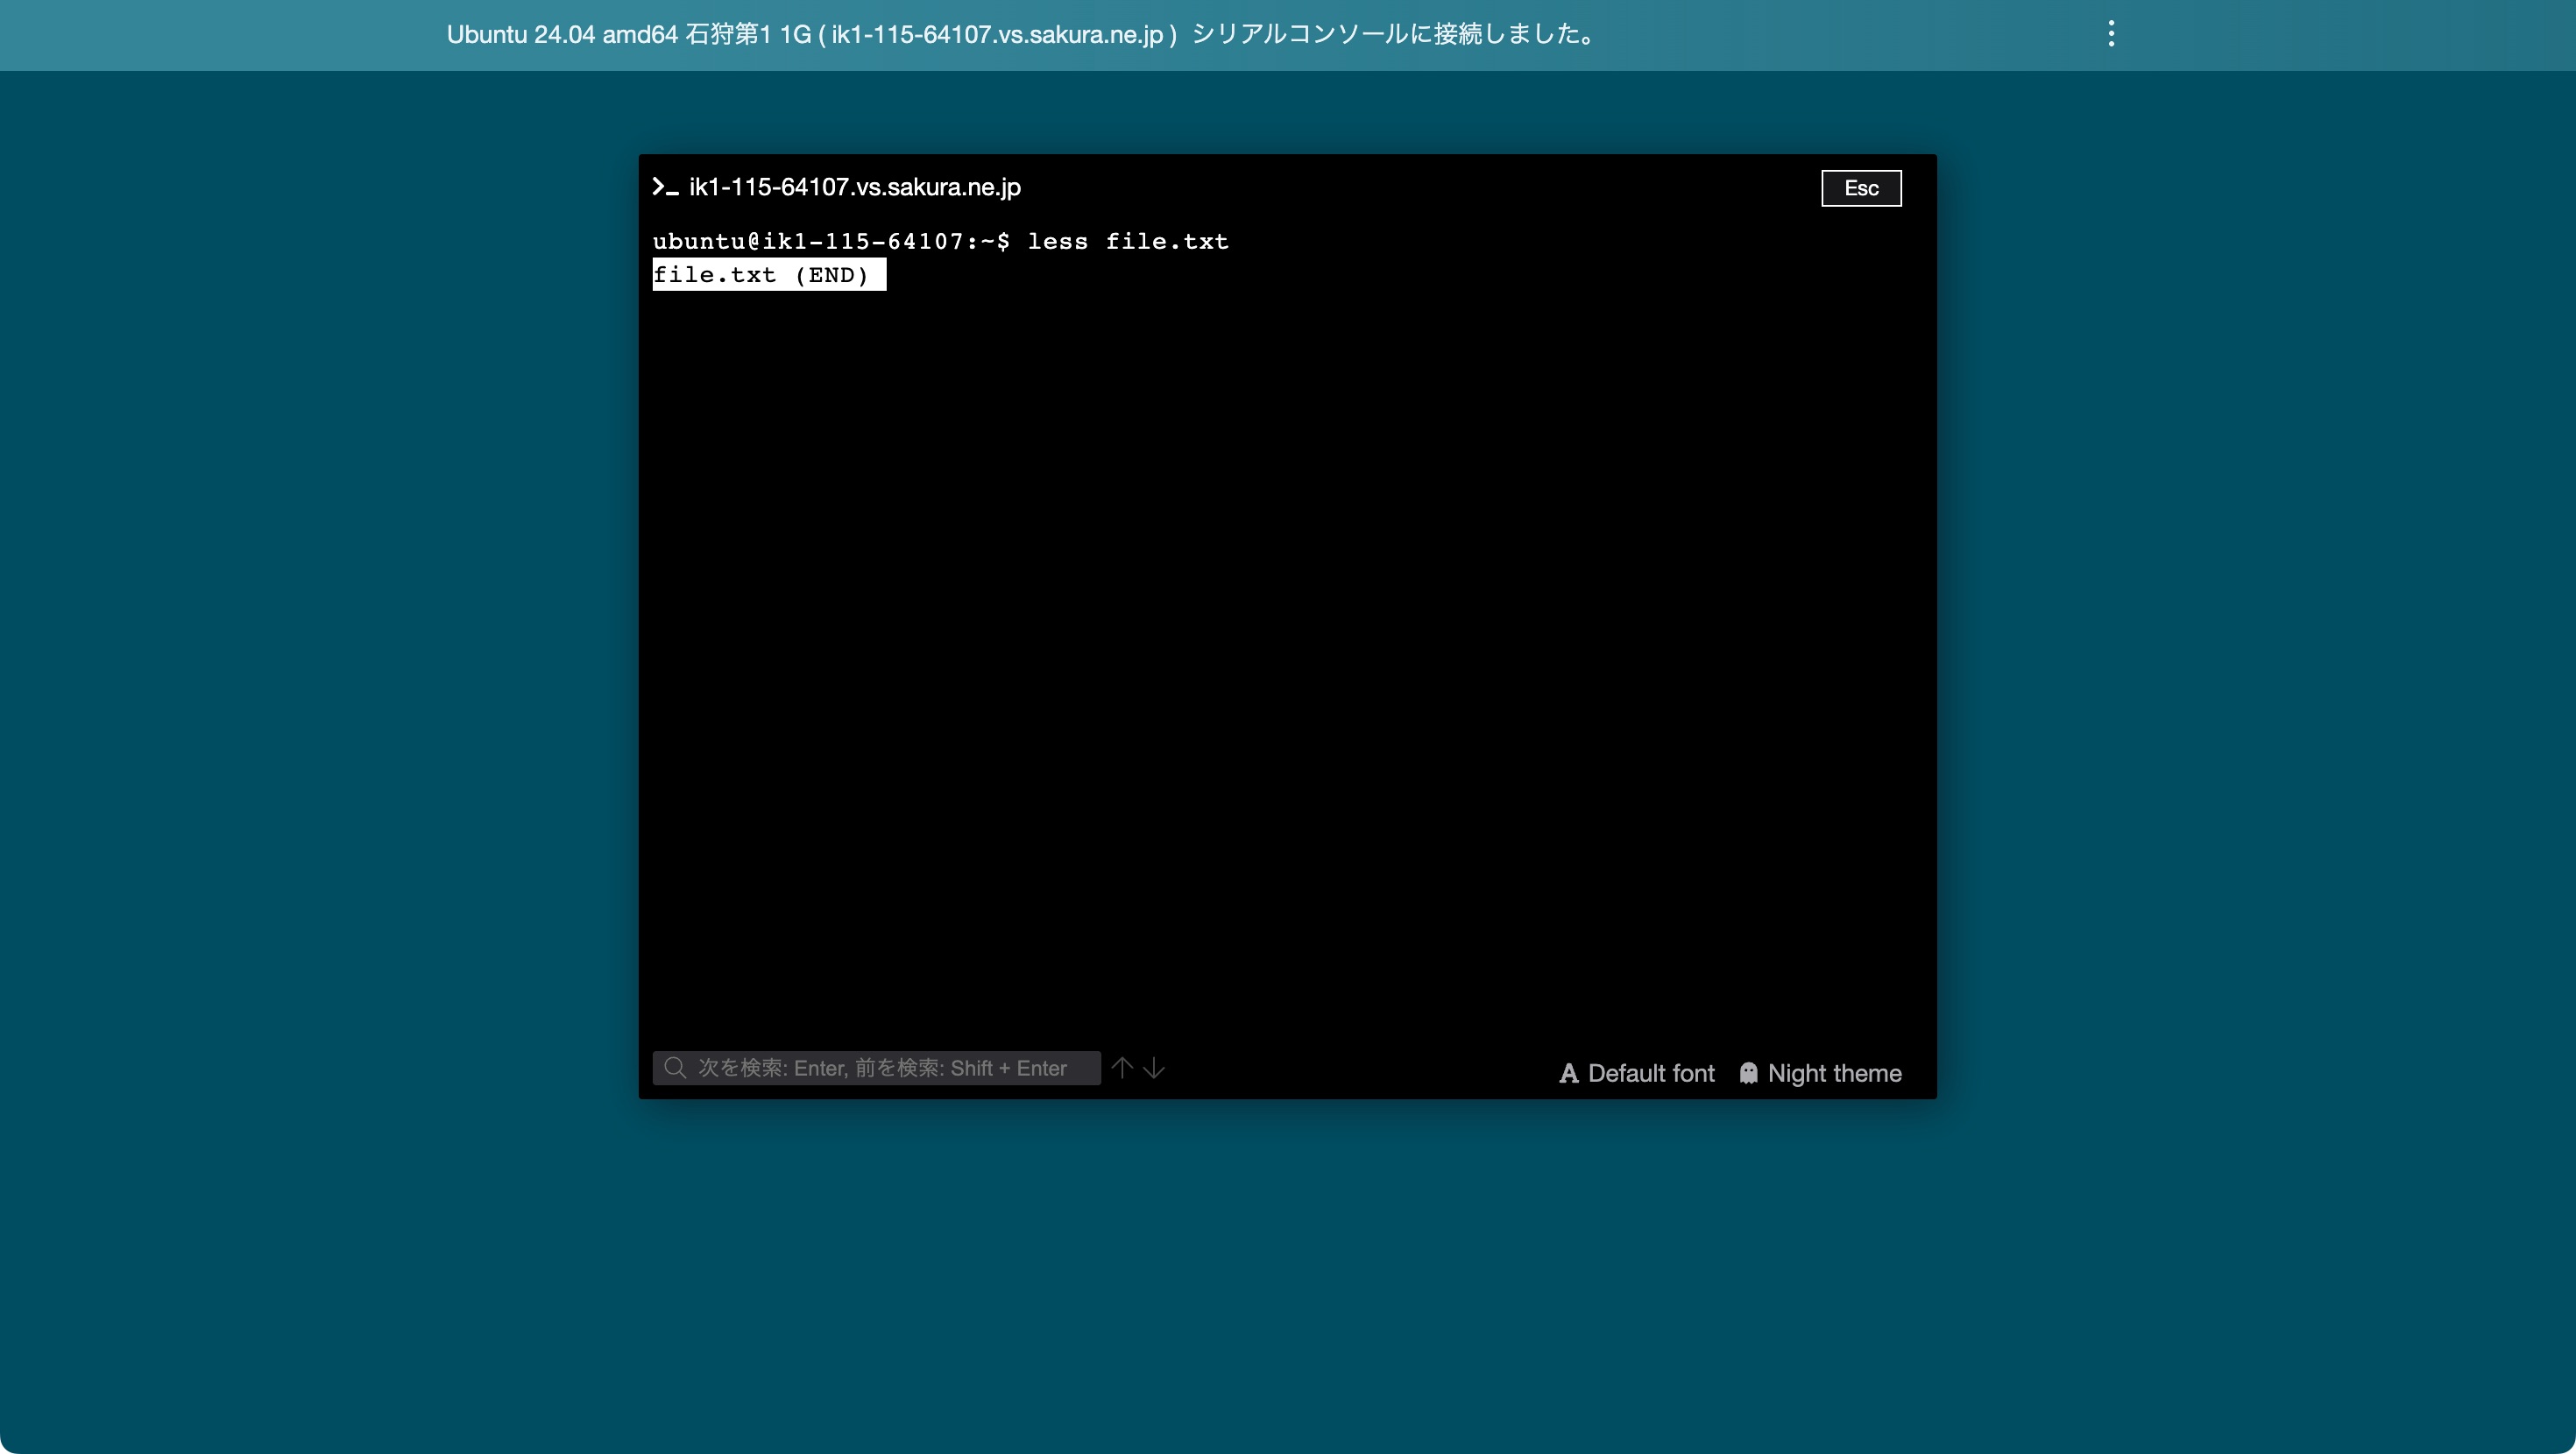 Ubuntu 24.04 amd64 石狩第1 1G ( ik1-115-64107.vs.sakura.ne.jp ) シリアルコンソールに接続しました。
ik1-115-64107.vs.sakura.ne.jp
Esc
ubuntu@ik1-115-64107:~$ less file.txt
file.txt (END)
次を検索: Enter, 前を検索: Shift + Enter
Default font
Night theme